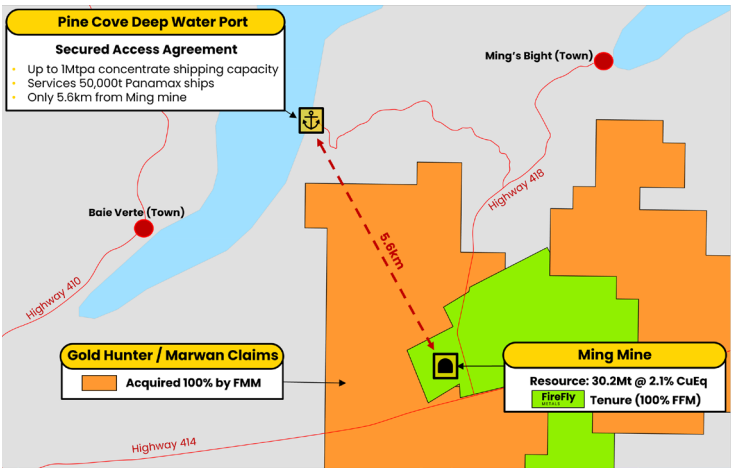 Pine Cove Deep Water Port
Secured Access Agreement
• Up to 1Mtpa concentrate shipping capacity
• Services 50,000t Panamax ships
• Only 5.6km from Ming mine
Ming's Bight (Town)
Highway 418
Baie Verte (Town)
5.6km
Highway 410
Gold Hunter / Marwan Claims
Acquired 100% by FMM
Ming Mine
Resource: 30.2Mt @ 2.1% CuEq
FireFly METALS Tenure (100% FFM)
Highway 414